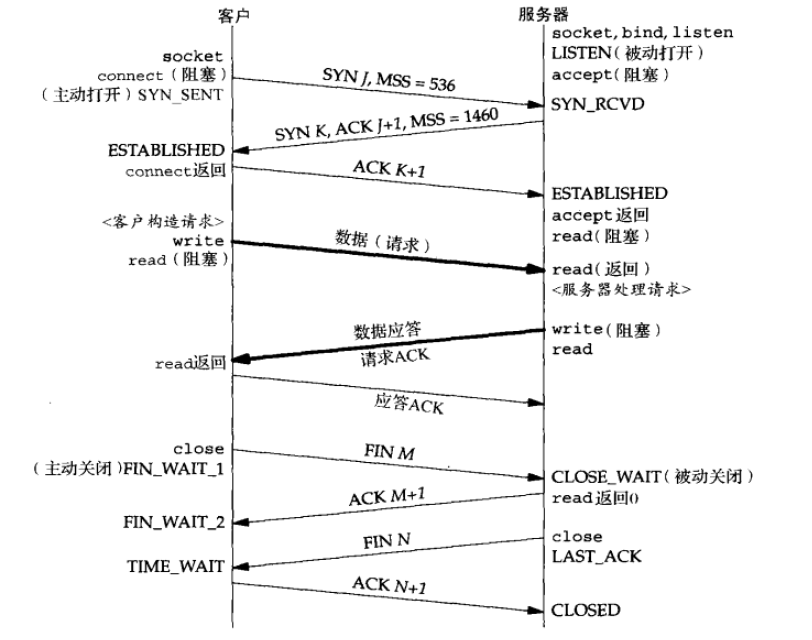 客户
服务器
socket, bind, listen
LISTEN(被动打开)
accept(阻塞)
socket
connect(阻塞)
(主动打开) SYN_SENT
SYN J, MSS = 536
SYN_RCVD
SYN K, ACK J+1, MSS = 1460
ESTABLISHED
connect返回
ACK K+1
ESTABLISHED
accept返回
read(阻塞)
<客户构造请求>
write
read(阻塞)
数据(请求)
read(返回)
<服务器处理请求>
数据应答
请求ACK
write(阻塞)
read
read返回
应答ACK
close
(主动关闭)FIN_WAIT_1
FIN M
CLOSE_WAIT(被动关闭)
read返回0
ACK M+1
FIN_WAIT_2
close
LAST_ACK
FIN N
TIME_WAIT
ACK N+1
CLOSED